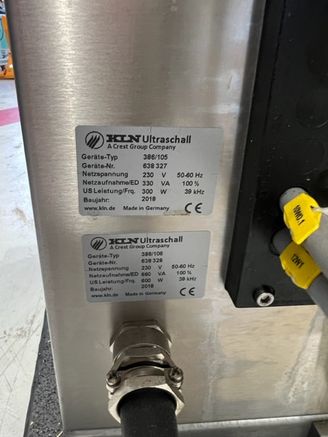 KLN Ultraschall
A Crest Group Company
Geräte-Typ 386/105
Geräte-Nr. 638 327
Netzspannung 230 V 50-60 Hz
Netzaufnahme/ED 330 VA 100 %
US Leistung/Frq. 300 W 39 kHz
Baujahr: 2018
www.kln.de Made in Germany
KLN Ultraschall
A Crest Group Company
Geräte-Typ 386/106
Geräte-Nr. 638 328
Netzspannung 230 V 50-60 Hz
Netzaufnahme/ED 660 VA 100 %
US Leistung/Frq. 600 W 39 kHz
Baujahr: 2018
www.kln.de Made in Germany